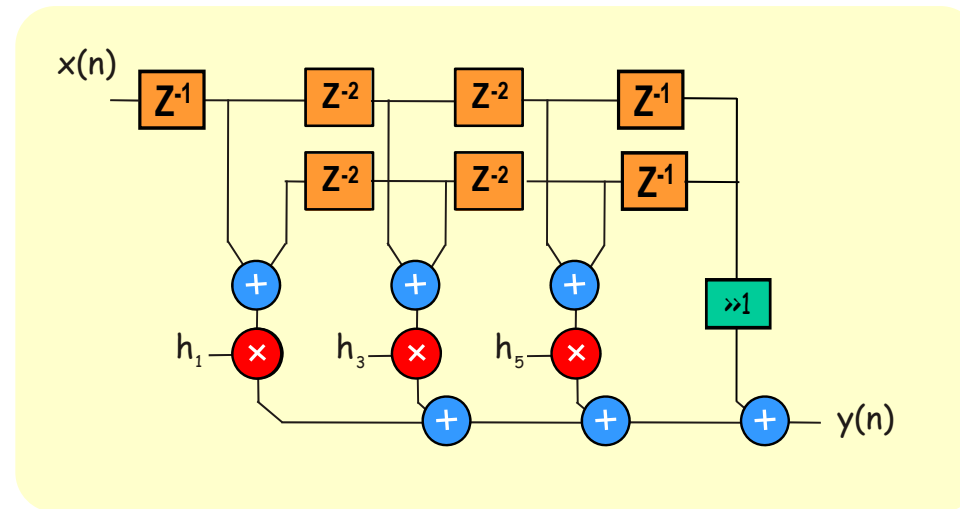 x(n)
Z⁻¹ Z⁻² Z⁻² Z⁻¹
Z⁻² Z⁻² Z⁻¹
+ + +
»1
h₁ × h₃ × h₅ ×
+ + + y(n)